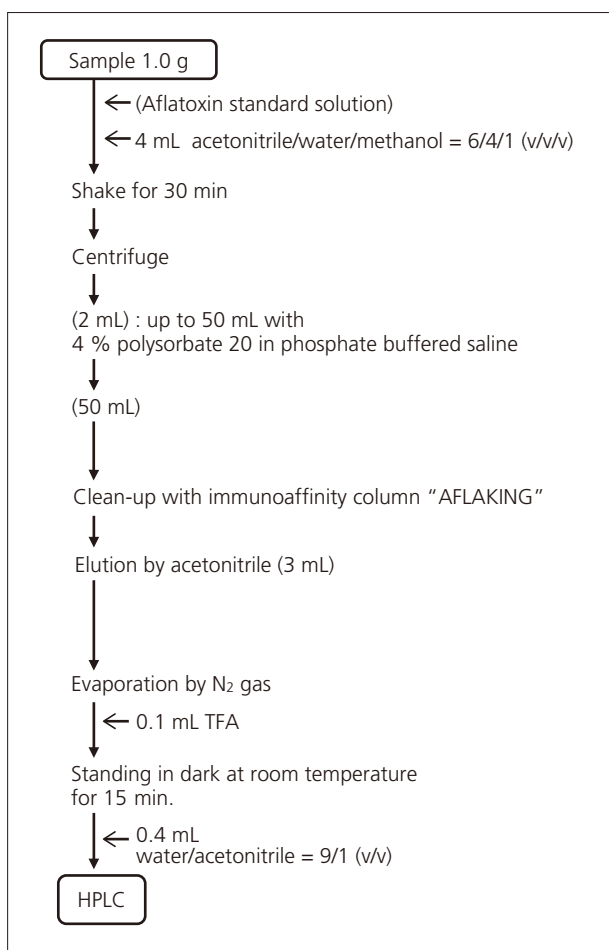 Sample 1.0 g
(Aflatoxin standard solution)
4 mL acetonitrile/water/methanol = 6/4/1 (v/v/v)
Shake for 30 min
Centrifuge
(2 mL) : up to 50 mL with
4 % polysorbate 20 in phosphate buffered saline
(50 mL)
Clean-up with immunoaffinity column “AFLAKING”
Elution by acetonitrile (3 mL)
Evaporation by N₂ gas
0.1 mL TFA
Standing in dark at room temperature
for 15 min.
0.4 mL
water/acetonitrile = 9/1 (v/v)
HPLC